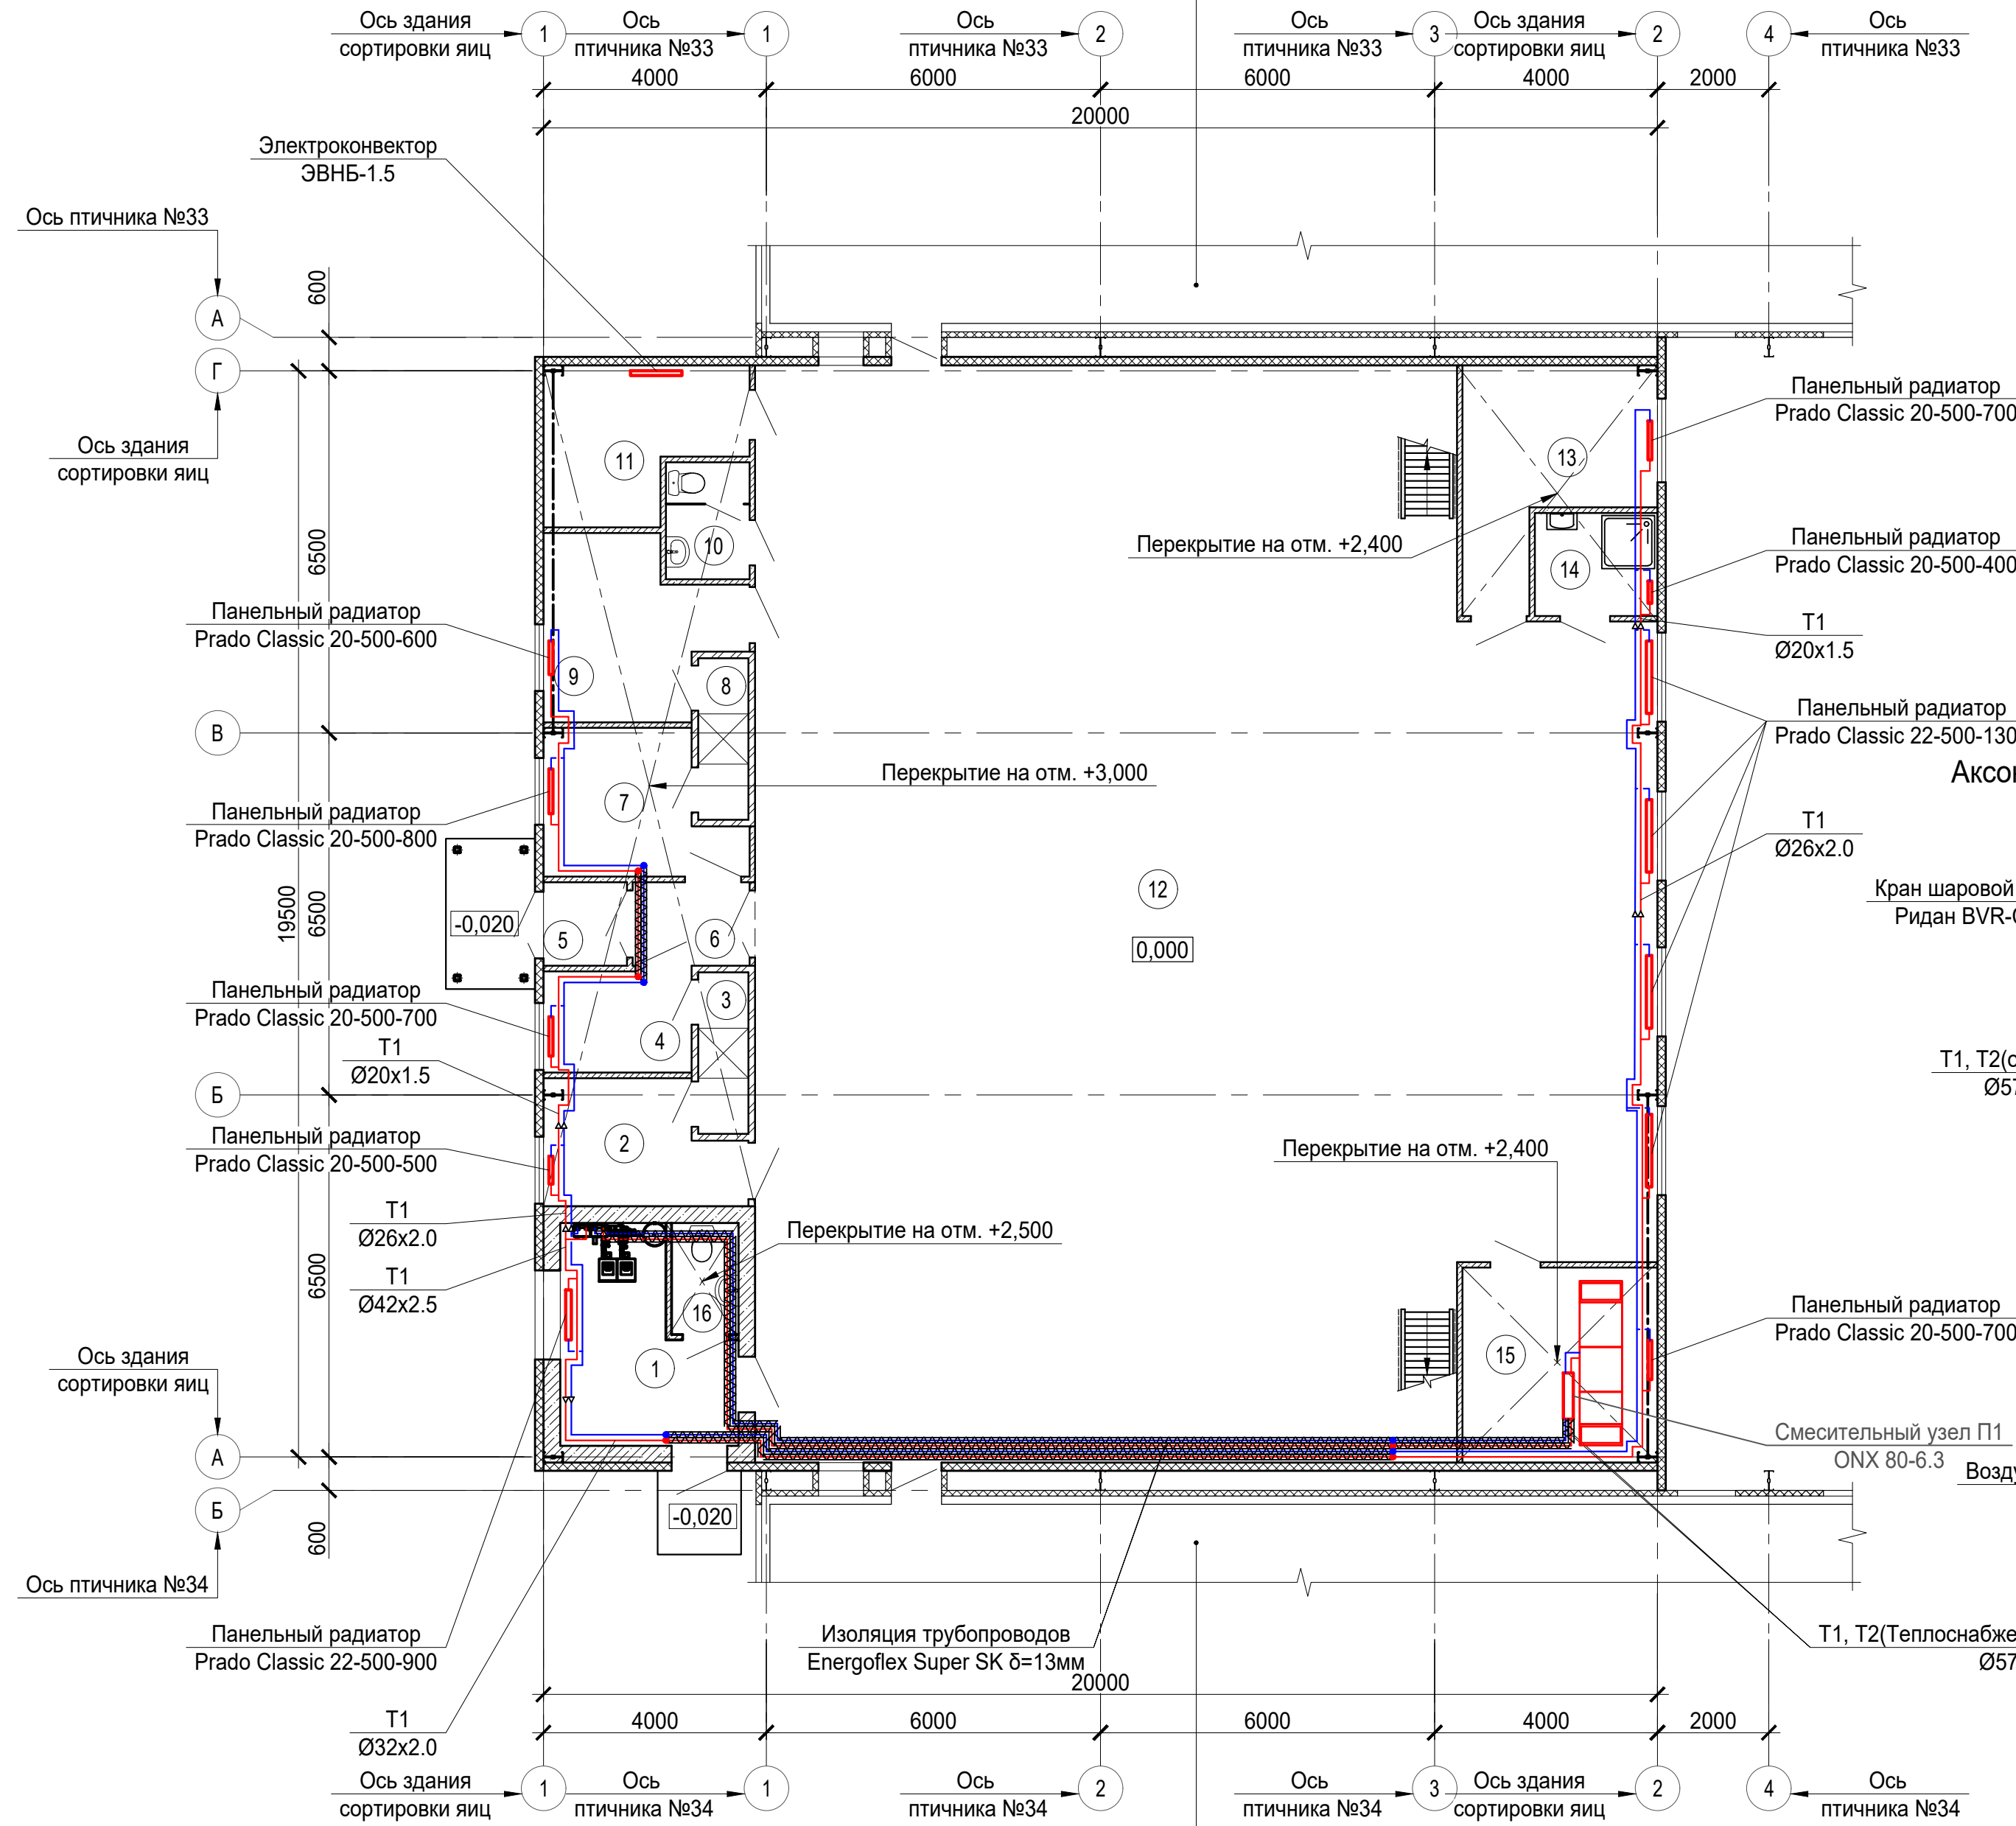 Ось здания
сортировки яиц
1
Ось
птичника №33
1
Ось
птичника №33
2
Ось
птичника №33
3
Ось здания
сортировки яиц
2
4
Ось
птичника №33
4000
6000
6000
4000
2000
20000
Электроконвектор
ЭВНБ-1.5
Ось птичника №33
600
А
Г
Ось здания
сортировки яиц
Панельный радиатор
Prado Classic 20-500-700
11
13
10
14
6500
Перекрытие на отм. +2,400
Панельный радиатор
Prado Classic 20-500-400
Панельный радиатор
Prado Classic 20-500-600
Т1
Ø20x1.5
9
8
В
Панельный радиатор
Prado Classic 22-500-130
Перекрытие на отм. +3,000
7
Панельный радиатор
Prado Classic 20-500-800
Т1
Ø26x2.0
12
19500
6500
-0,020
5
6
0,000
Кран шаровой
Панельный радиатор
Prado Classic 20-500-700
3
4
Т1
Ø20x1.5
Б
2
Панельный радиатор
Prado Classic 20-500-500
Перекрытие на отм. +2,400
Т1
Ø26x2.0
Перекрытие на отм. +2,500
6500
Т1
Ø42x2.5
16
1
15
Панельный радиатор
Prado Classic 20-500-700
Ось здания
сортировки яиц
А
Смесительный узел П1
ONX 80-6.3
Б
600
-0,020
Ось птичника №34
Панельный радиатор
Prado Classic 22-500-900
Изоляция трубопроводов
Energoflex Super SK δ=13мм
Т1, Т2(Теплоснабже
Ø57
20000
Т1
Ø32x2.0
4000
6000
6000
4000
2000
Ось здания
сортировки яиц
1
Ось
птичника №34
1
Ось
птичника №34
2
Ось
птичника №34
3
Ось здания
сортировки яиц
2
4
Ось
птичника №34